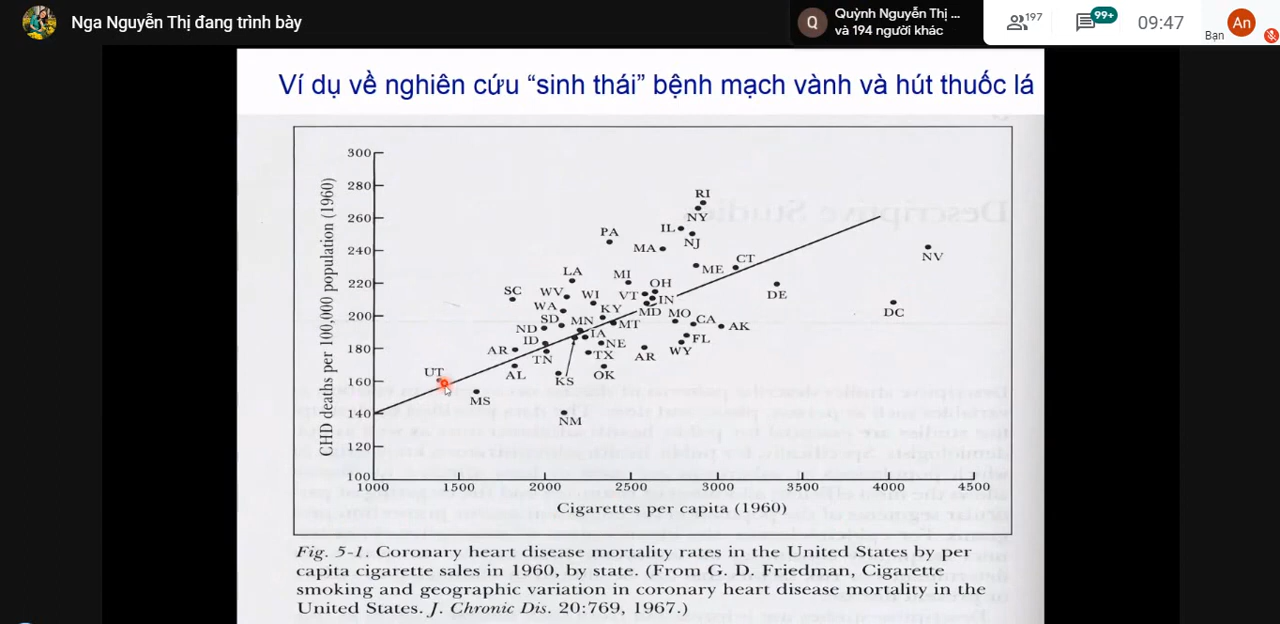 Nga Nguyễn Thị đang trình bày
Q
Quỳnh Nguyễn Thị ...
và 194 người khác
197
99+
09:47
Bạn
An
Ví dụ về nghiên cứu “sinh thái” bệnh mạch vành và hút thuốc lá
Descriptive Studies
CHD deaths per 100,000 population (1960)
300
280
260
240
220
200
180
160
140
120
100
RI
NY
IL
NJ
PA
MA
CT
NV
ME
LA
MI
OH
DE
SC
WV
WI
VT
IN
DC
WA
KY
MD
MO
SD
MN
MT
CA
AK
ND
IA
ID
NE
FL
AR
TN
TX
AR
WY
UT
AL
KS
OK
MS
NM
1000
1500
2000
2500
3000
3500
4000
4500
Cigarettes per capita (1960)
Fig. 5-1. Coronary heart disease mortality rates in the United States by per
capita cigarette sales in 1960, by state. (From G. D. Friedman, Cigarette
smoking and geographic variation in coronary heart disease mortality in the
United States. J. Chronic Dis. 20:769, 1967.)